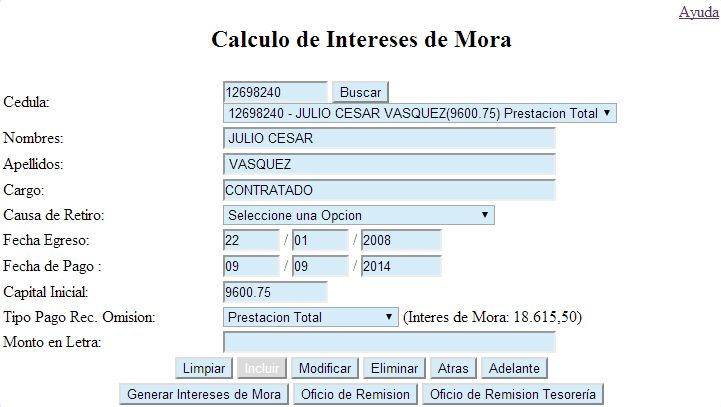 Ayuda
Calculo de Intereses de Mora
Cedula: 12698240 Buscar
12698240 - JULIO CESAR VASQUEZ(9600.75) Prestacion Total
Nombres: JULIO CESAR
Apellidos: VASQUEZ
Cargo: CONTRATADO
Causa de Retiro: Seleccione una Opcion
Fecha Egreso: 22 / 01 / 2008
Fecha de Pago : 09 / 09 / 2014
Capital Inicial: 9600.75
Tipo Pago Rec. Omision: Prestacion Total (Interes de Mora: 18.615,50)
Monto en Letra:
Limpiar Incluir Modificar Eliminar Atras Adelante
Generar Intereses de Mora Oficio de Remision Oficio de Remision Tesorería